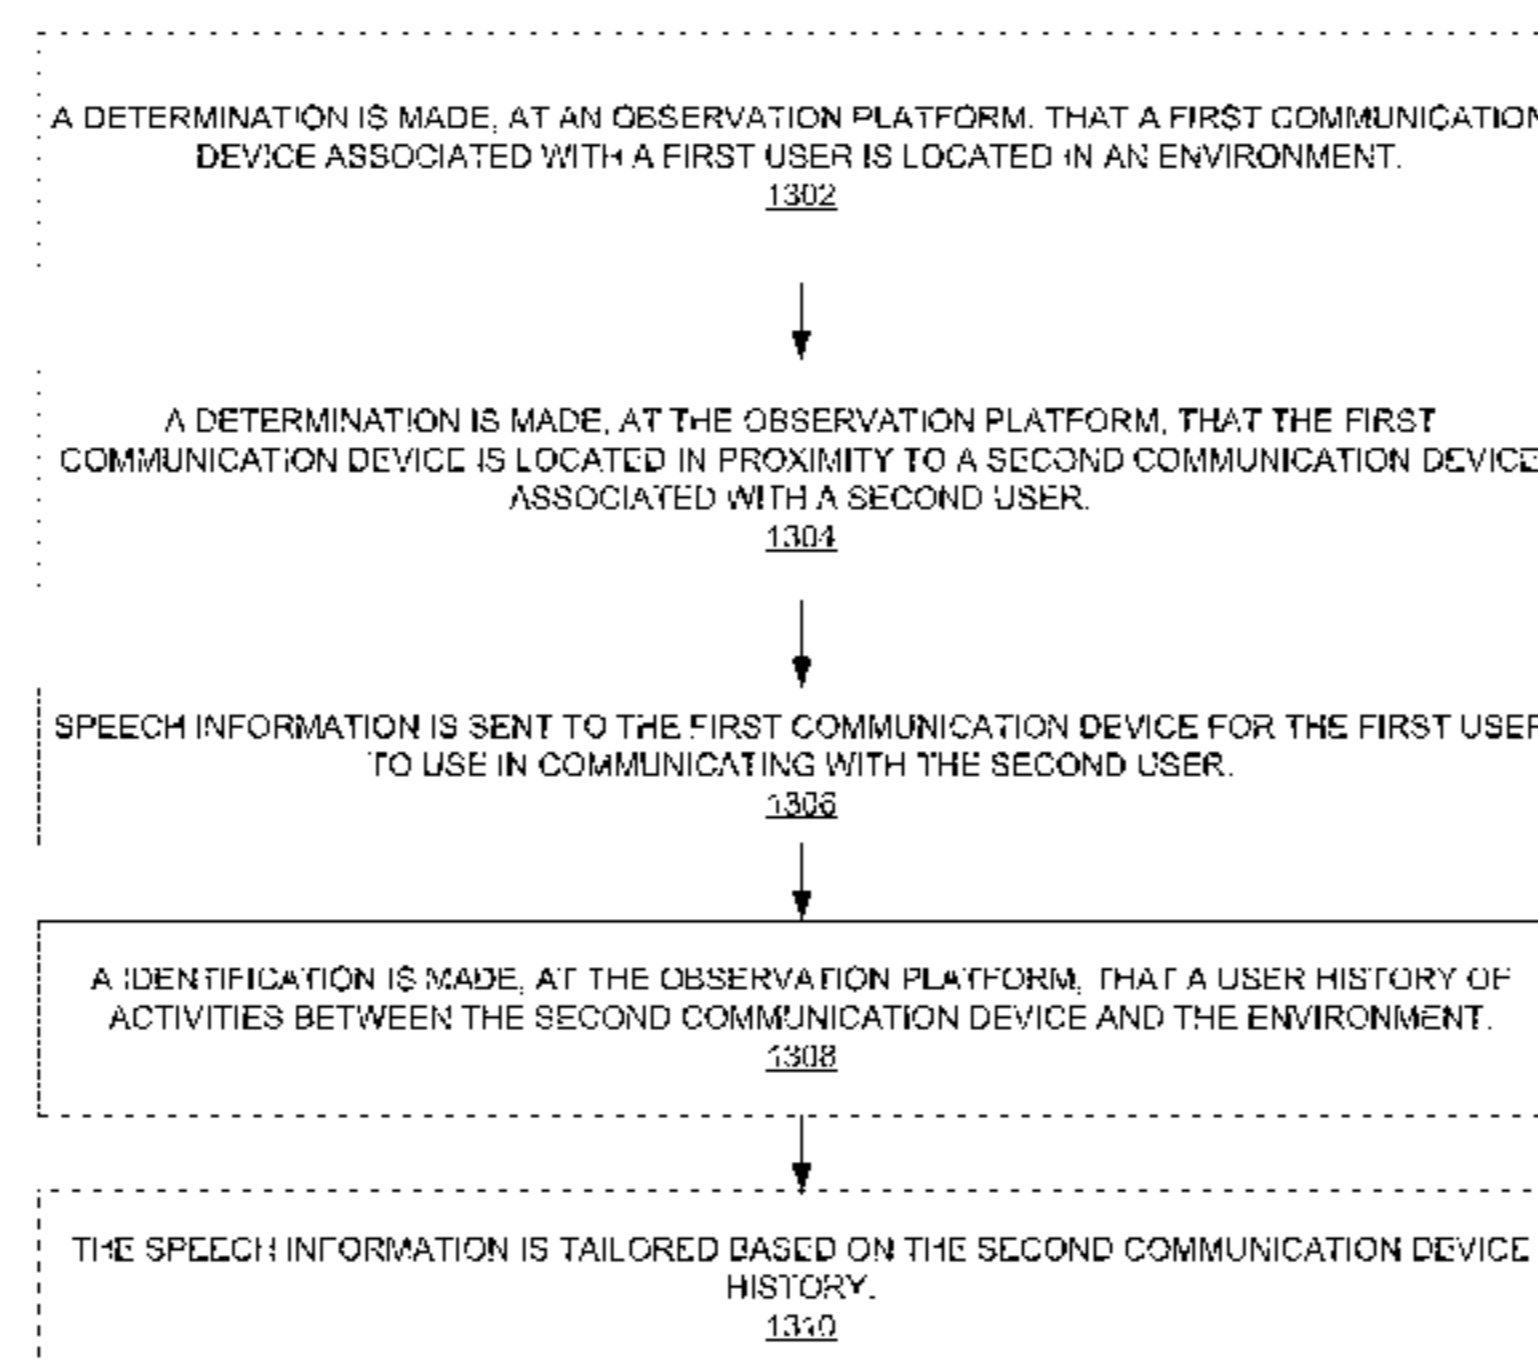 A DETERMINATION IS MADE, AT AN OBSERVATION PLATFORM, THAT A FIRST COMMUNICATION
DEVICE ASSOCIATED WITH A FIRST USER IS LOCATED IN AN ENVIRONMENT.
1302
A DETERMINATION IS MADE, AT THE OBSERVATION PLATFORM, THAT THE FIRST
COMMUNICATION DEVICE IS LOCATED IN PROXIMITY TO A SECOND COMMUNICATION DEVICE
ASSOCIATED WITH A SECOND USER.
1304
SPEECH INFORMATION IS SENT TO THE FIRST COMMUNICATION DEVICE FOR THE FIRST USER
TO USE IN COMMUNICATING WITH THE SECOND USER.
1306
A IDENTIFICATION IS MADE, AT THE OBSERVATION PLATFORM, THAT A USER HISTORY OF
ACTIVITIES BETWEEN THE SECOND COMMUNICATION DEVICE AND THE ENVIRONMENT.
1308
THE SPEECH INFORMATION IS TAILORED BASED ON THE SECOND COMMUNICATION DEVICE
HISTORY.
1310